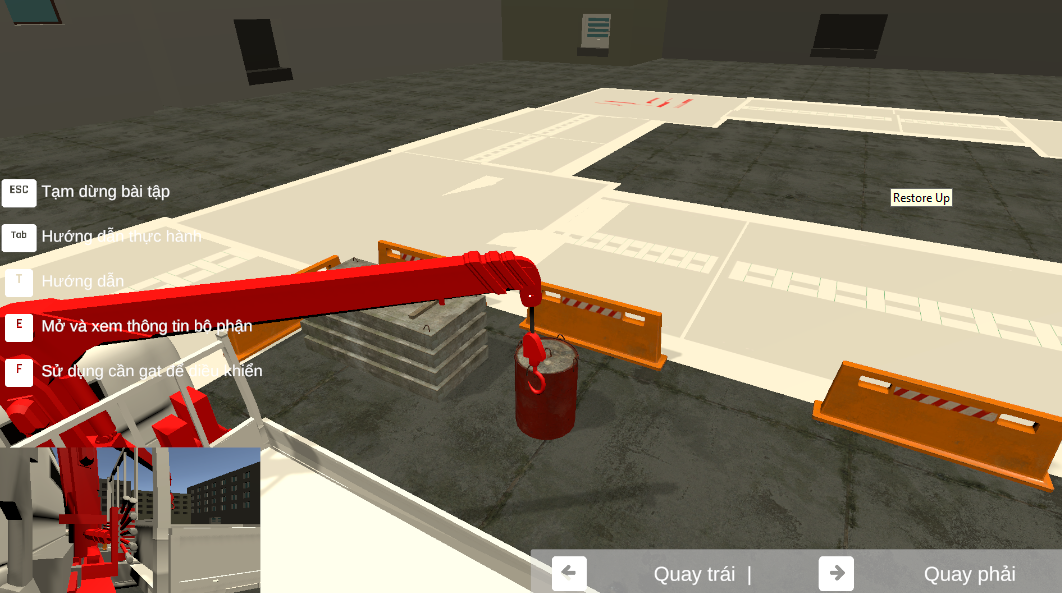 Restore Up
ESC Tạm dừng bài tập
Tab Hướng dẫn thực hành
T Hướng dẫn
E Mở và xem thông tin bộ phận
F Sử dụng cần gạt để điều khiển
← Quay trái | → Quay phải